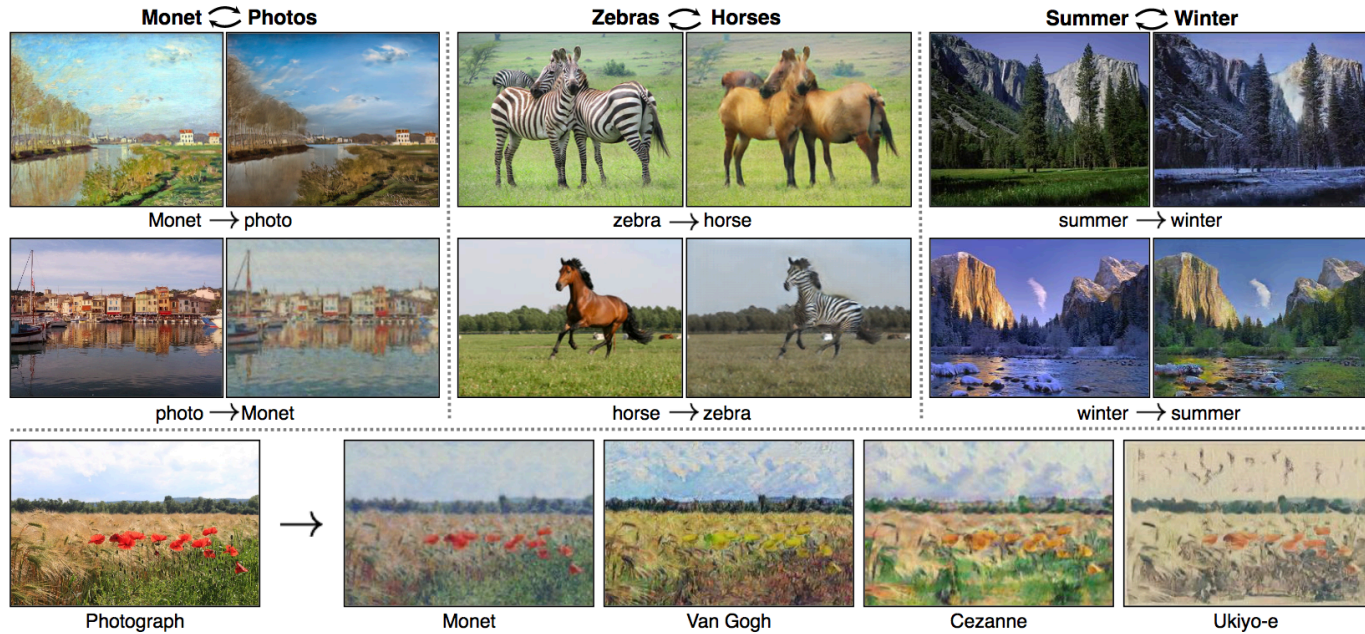 Monet Photos
Zebras Horses
Summer Winter
Monet → photo
zebra → horse
summer → winter
photo → Monet
horse → zebra
winter → summer
Photograph
Monet
Van Gogh
Cezanne
Ukiyo-e